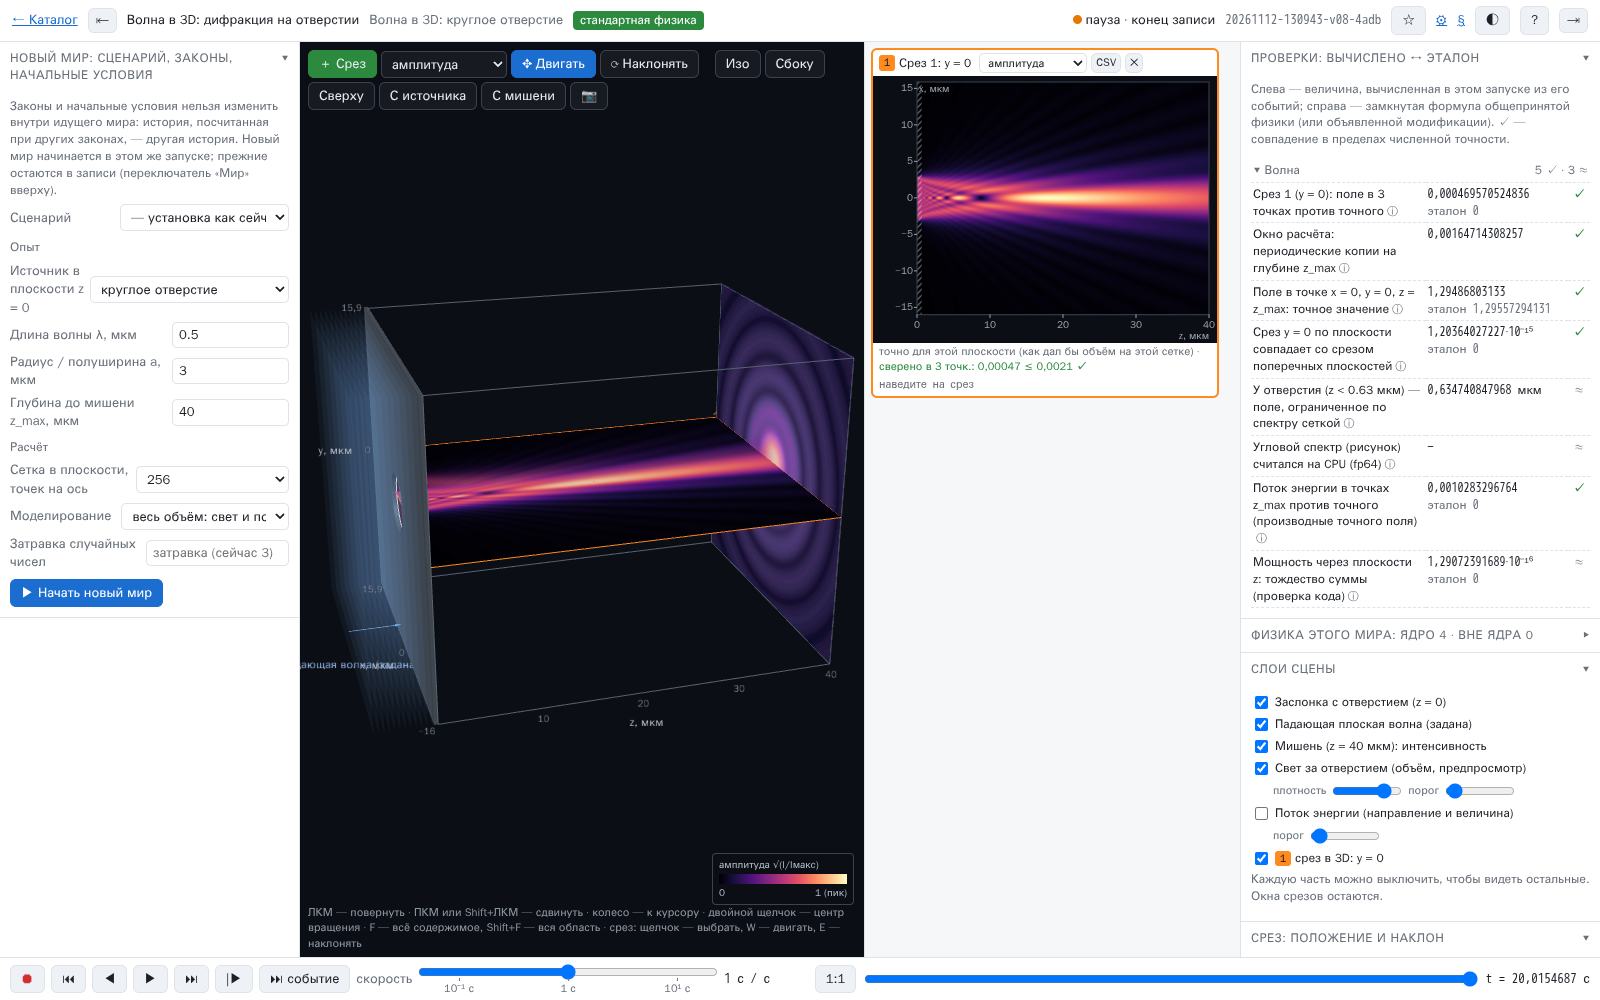 ← Каталог
⇤
Волна в 3D: дифракция на отверстии
Волна в 3D: круглое отверстие
стандартная физика
пауза · конец записи
20261112-130943-v08-4adb
☆
⚙
§
?
⇥
НОВЫЙ МИР: СЦЕНАРИЙ, ЗАКОНЫ,
НАЧАЛЬНЫЕ УСЛОВИЯ
Законы и начальные условия нельзя изменить
внутри идущего мира: история, посчитанная
при других законах, — другая история. Новый
мир начинается в этом же запуске; прежние
остаются в записи (переключатель «Мир»
вверху).
Сценарий
— установка как сейч
Опыт
Источник в
плоскости z
= 0
круглое отверстие
Длина волны λ, мкм
0.5
Радиус / полуширина a,
мкм
3
Глубина до мишени
z_max, мкм
40
Расчёт
Сетка в плоскости,
точек на ось
256
Моделирование
весь объём: свет и пс
Затравка случайных
чисел
затравка (сейчас 3)
▶ Начать новый мир
＋ Срез
амплитуда
✥ Двигать
⟳ Наклонять
Изо
Сбоку
Сверху
С источника
С мишени
15,9
y, мкм
0
15,9
0
-16
10
20
30
40
z, мкм
амплитуда √(I/Iмакс)
0
1 (пик)
ЛКМ — повернуть · ПКМ или Shift+ЛКМ — сдвинуть · колесо — к курсору · двойной щелчок — центр
вращения · F — всё содержимое, Shift+F — вся область · срез: щелчок — выбрать, W — двигать, E —
наклонять
1 Срез 1: y = 0
амплитуда
CSV
✕
x, мкм
15
10
5
0
−5
−10
−15
0
10
20
30
40
z, мкм
точно для этой плоскости (как дал бы объём на этой сетке) ·
сверено в 3 точк.: 0,00047 ≤ 0,0021 ✓
наведите на срез
ПРОВЕРКИ: ВЫЧИСЛЕНО ↔ ЭТАЛОН
Слева — величина, вычисленная в этом запуске из его
событий; справа — замкнутая формула общепринятой
физики (или объявленной модификации). ✓ —
совпадение в пределах численной точности.
Волна
5 ✓ · 3 ≈
Срез 1 (y = 0): поле в 3
точках против точного ⓘ
0,000469570524836
эталон 0
✓
Окно расчёта:
периодические копии на
глубине z_max ⓘ
0,00164714308257
✓
Поле в точке x = 0, y = 0, z =
z_max: точное значение ⓘ
1,29486803133
эталон 1,29557294131
✓
Срез y = 0 по плоскости
совпадает со срезом
поперечных плоскостей ⓘ
1,20364027227·10⁻¹⁵
эталон 0
✓
У отверстия (z < 0.63 мкм) —
поле, ограниченное по
спектру сеткой ⓘ
0,634740847968 мкм
≈
Угловой спектр (рисунок)
считался на CPU (fp64) ⓘ
—
≈
Поток энергии в точках
z_max против точного
(производные точного поля)
ⓘ
0,0010283296764
эталон 0
✓
Мощность через плоскость
z: тождество суммы
(проверка кода) ⓘ
1,29072391689·10⁻¹⁶
эталон 0
≈
ФИЗИКА ЭТОГО МИРА: ЯДРО 4 · ВНЕ ЯДРА 0
СЛОИ СЦЕНЫ
Заслонка с отверстием (z = 0)
Падающая плоская волна (задана)
Мишень (z = 40 мкм): интенсивность
Свет за отверстием (объём, предпросмотр)
плотность
порог
Поток энергии (направление и величина)
порог
1 срез в 3D: y = 0
Каждую часть можно выключить, чтобы видеть остальные.
Окна срезов остаются.
СРЕЗ: ПОЛОЖЕНИЕ И НАКЛОН
⏭ событие
скорость
10⁻¹ с
1 с
10¹ с
1 с / с
1:1
t = 20,0154687 с